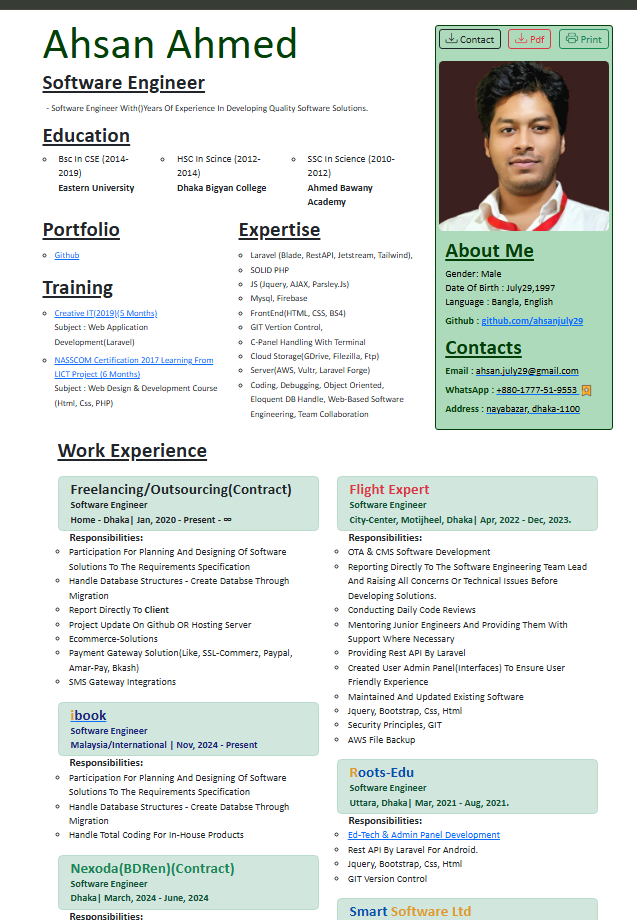 Ahsan Ahmed
Software Engineer
- Software Engineer With()Years Of Experience In Developing Quality Software Solutions.
Education
Bsc In CSE (2014-
2019)
Eastern University
HSC In Scince (2012-
2014)
Dhaka Bigyan College
SSC In Science (2010-
2012)
Ahmed Bawany
Academy
Portfolio
Github
Training
Creative IT(2019)(5 Months)
Subject : Web Application
Development(Laravel)
NASSCOM Certification 2017 Learning From
LICT Project (6 Months)
Subject : Web Design & Development Course
(Html, Css, PHP)
Expertise
Laravel (Blade, RestAPI, Jetstream, Tailwind),
SOLID PHP
JS (Jquery, AJAX, Parsley.Js)
Mysql, Firebase
FrontEnd(HTML, CSS, BS4)
GIT Vertion Control,
C-Panel Handling With Terminal
Cloud Storage(GDrive, Filezilla, Ftp)
Server(AWS, Vultr, Laravel Forge)
Coding, Debugging, Object Oriented,
Eloquent DB Handle, Web-Based Software
Engineering, Team Collaboration
Contact
Pdf
Print
About Me
Gender: Male
Date Of Birth : July29,1997
Language : Bangla, English
Github : github.com/ahsanjuly29
Contacts
Email : ahsan.july29@gmail.com
WhatsApp : +880-1777-51-9553
Address : nayabazar, dhaka-1100
Work Experience
Freelancing/Outsourcing(Contract)
Software Engineer
Home - Dhaka| Jan, 2020 - Present - ∞
Responsibilities:
Participation For Planning And Designing Of Software
Solutions To The Requirements Specification
Handle Database Structures - Create Databse Through
Migration
Report Directly To Client
Project Update On Github OR Hosting Server
Ecommerce-Solutions
Payment Gateway Solution(Like, SSL-Commerz, Paypal,
Amar-Pay, Bkash)
SMS Gateway Integrations
ibook
Software Engineer
Malaysia/International | Nov, 2024 - Present
Responsibilities:
Participation For Planning And Designing Of Software
Solutions To The Requirements Specification
Handle Database Structures - Create Databse Through
Migration
Handle Total Coding For In-House Products
Nexoda(BDRen)(Contract)
Software Engineer
Dhaka| March, 2024 - June, 2024
Responsibilities:
Flight Expert
Software Engineer
City-Center, Motijheel, Dhaka| Apr, 2022 - Dec, 2023.
Responsibilities:
OTA & CMS Software Development
Reporting Directly To The Software Engineering Team Lead
And Raising All Concerns Or Technical Issues Before
Developing Solutions.
Conducting Daily Code Reviews
Mentoring Junior Engineers And Providing Them With
Support Where Necessary
Providing Rest API By Laravel
Created User Admin Panel(Interfaces) To Ensure User
Friendly Experience
Maintained And Updated Existing Software
Jquery, Bootstrap, Css, Html
Security Principles, GIT
AWS File Backup
Roots-Edu
Software Engineer
Uttara, Dhaka| Mar, 2021 - Aug, 2021.
Responsibilities:
Ed-Tech & Admin Panel Development
Rest API By Laravel For Android.
Jquery, Bootstrap, Css, Html
GIT Version Control
Smart Software Ltd